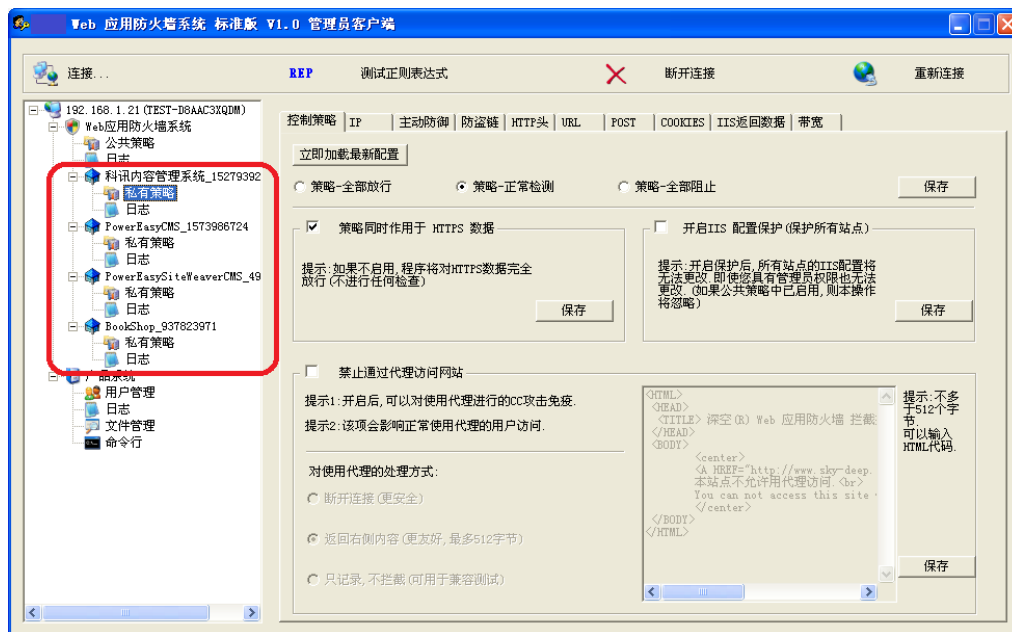 Web 应用防火墙系统 标准版 V1.0 管理员客户端
连接... REP 测试正则表达式 断开连接 重新连接
192.168.1.21(TEST-D8AAC3XQDM)
Web应用防火墙系统
公共策略
日志
科讯内容管理系统_15279392
私有策略
日志
PowerEasyCMS_1573986724
私有策略
日志
PowerEasySiteWeaverCMS_49
私有策略
日志
BookShop_937823971
私有策略
日志
产品系统
用户管理
日志
文件管理
命令行
控制策略 IP 主动防御 防盗链 HTTP头 URL POST COOKIES IIS返回数据 带宽
立即加载最新配置
策略-全部放行 策略-正常检测 策略-全部阻止 保存
策略同时作用于 HTTPS 数据
提示:如果不启用,程序将对HTTPS数据完全
放行(不进行任何检查)
保存
开启IIS 配置保护(保护所有站点)
提示:开启保护后,所有站点的IIS配置将
无法更改.即使您具有管理员权限也无法
更改.(如果公共策略中已启用,则本操作
将忽略)
保存
禁止通过代理访问网站
提示1:开启后,可以对使用代理进行的CC攻击免疫.
提示2:该项会影响正常使用代理的用户访问.
对使用代理的处理方式:
断开连接(更安全)
返回右侧内容(更友好,最多512字节)
只记录,不拦截(可用于兼容测试)
<HTML>
<HEAD>
<TITLE> 深空(R) Web 应用防火墙 拦截
</HEAD>
<BODY>
<center>
<A HREF="http://www.sky-deep.
本站点不允许用代理访问.<br>
You can not access this site
</center>
</BODY>
</HTML>
提示:不多
于512个字
节.
可以输入
HTML代码.
保存